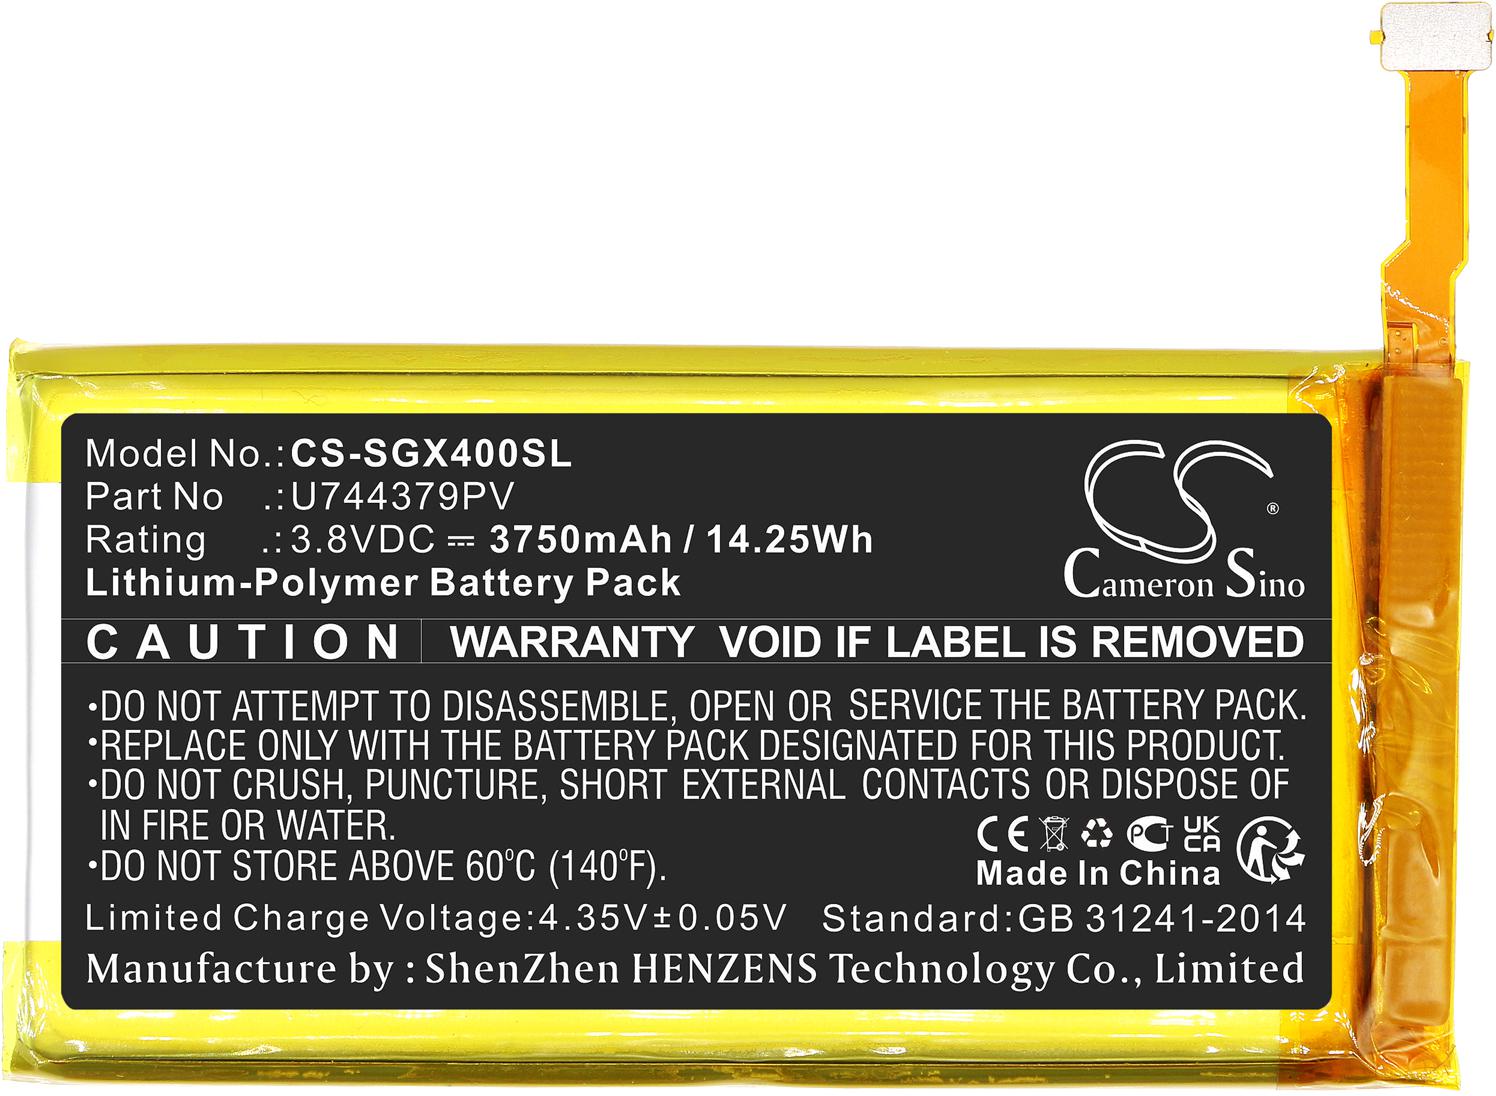 Model No.:CS-SGX400SL
Part No .:U744379PV
Rating .:3.8VDC ⎓ 3750mAh / 14.25Wh
Lithium-Polymer Battery Pack
CS
®
Cameron Sino
CAUTION WARRANTY VOID IF LABEL IS REMOVED
•DO NOT ATTEMPT TO DISASSEMBLE, OPEN OR SERVICE THE BATTERY PACK.
•REPLACE ONLY WITH THE BATTERY PACK DESIGNATED FOR THIS PRODUCT.
•DO NOT CRUSH, PUNCTURE, SHORT EXTERNAL CONTACTS OR DISPOSE OF
IN FIRE OR WATER.
•DO NOT STORE ABOVE 60°C (140°F).
CE PCT UK
CA
Made In China
Limited Charge Voltage:4.35V±0.05V Standard:GB 31241-2014
Manufacture by : ShenZhen HENZENS Technology Co., Limited